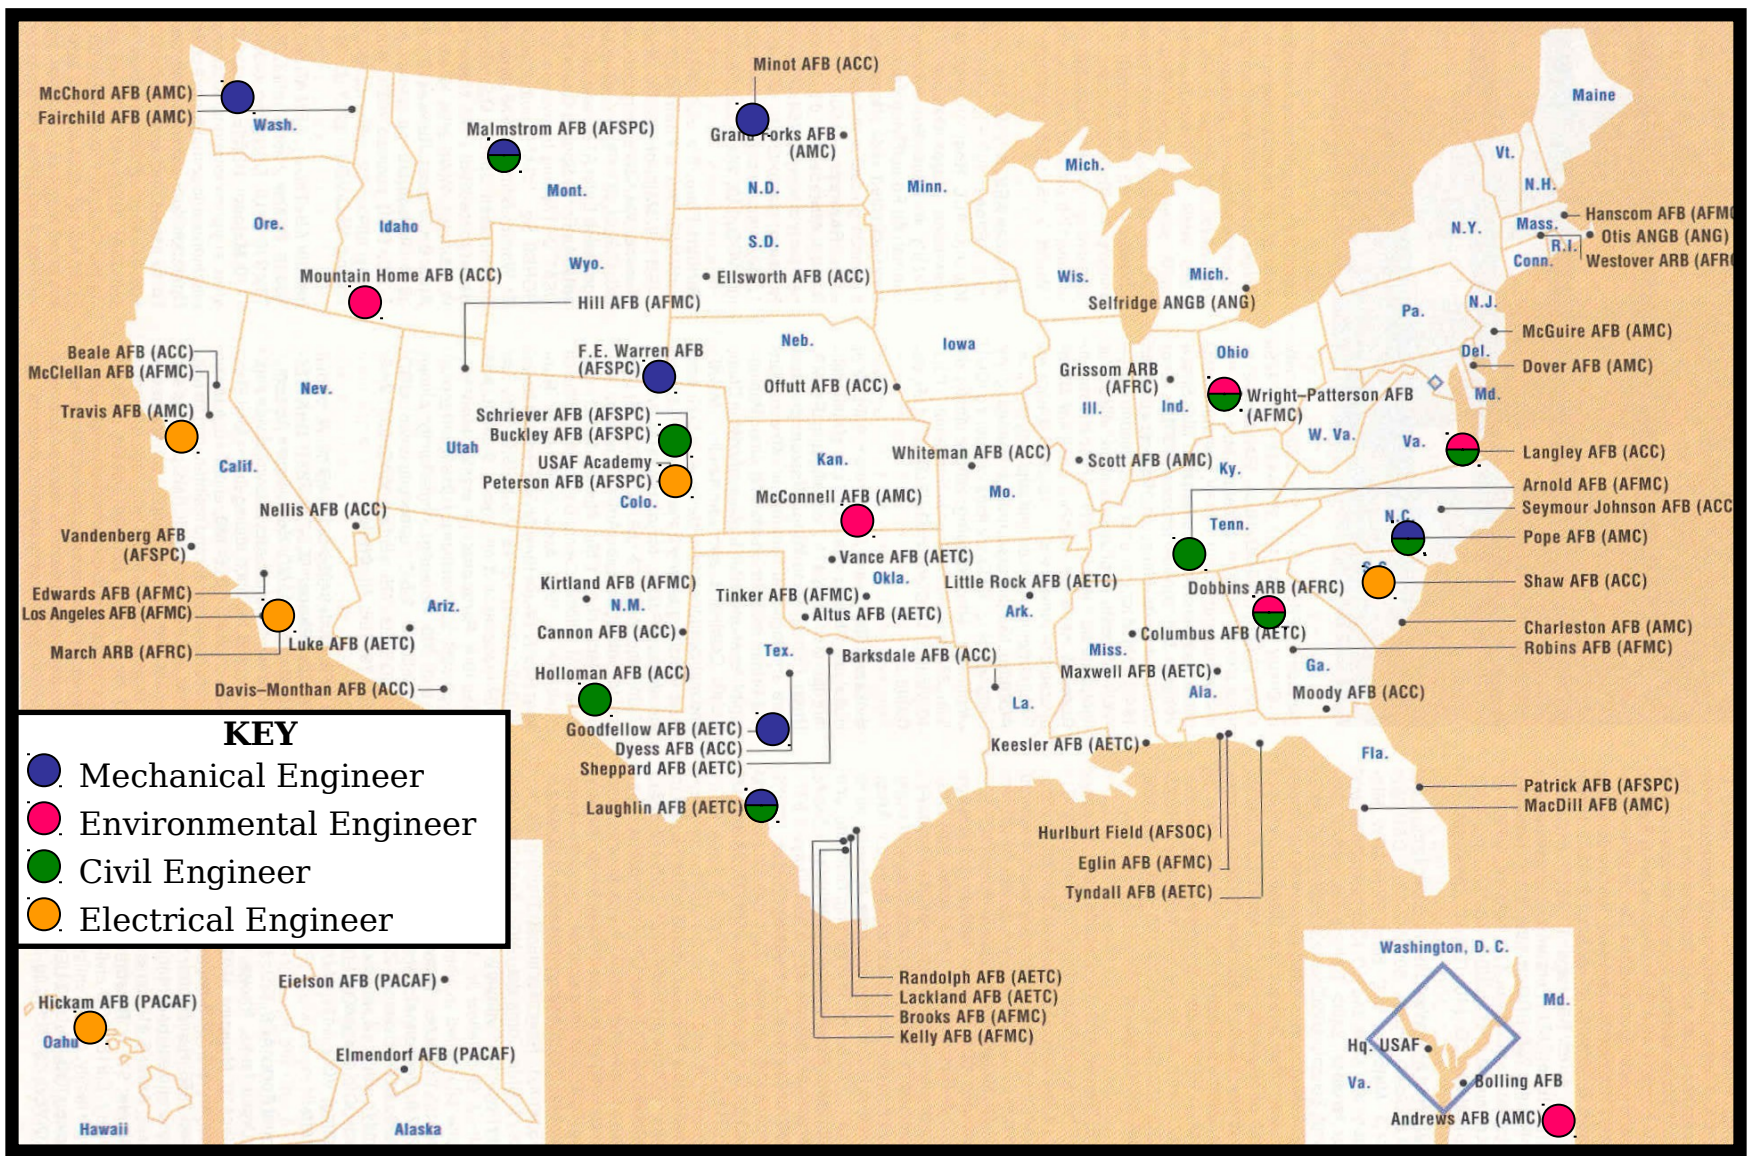 Minot AFB (ACC)
McChord AFB (AMC)
Fairchild AFB (AMC)
Wash.
Malmstrom AFB (AFSPC)
Mont.
Grand Forks AFB
(AMC)
N.D.
Minn.
Mich.
Maine
Vt.
N.H.
Ore.
Idaho
S.D.
N.Y.
Mass.
Hanscom AFB (AFM
Otis ANGB (ANG)
R.I.
Conn.
Westover ARB (AFR
Wyo.
Mountain Home AFB (ACC)
Ellsworth AFB (ACC)
Wis.
Mich.
Selfridge ANGB (ANG)
Hill AFB (AFMC)
Pa.
N.J.
McGuire AFB (AMC)
Beale AFB (ACC)
McClellan AFB (AFMC)
Travis AFB (AMC)
Calif.
Nev.
Utah
F.E. Warren AFB
(AFSPC)
Neb.
Iowa
Offutt AFB (ACC)
Grissom ARB
(AFRC)
Ill.
Ind.
Ohio
Wright–Patterson AFB
(AFMC)
Del.
Dover AFB (AMC)
Md.
Schriever AFB (AFSPC)
Buckley AFB (AFSPC)
USAF Academy
Peterson AFB (AFSPC)
Colo.
Kan.
Whiteman AFB (ACC)
Scott AFB (AMC)
Ky.
W. Va.
Va.
Langley AFB (ACC)
Arnold AFB (AFMC)
Seymour Johnson AFB (ACC
Mo.
McConnell AFB (AMC)
Nellis AFB (ACC)
Vandenberg AFB
(AFSPC)
Tenn.
N.C.
Pope AFB (AMC)
Vance AFB (AETC)
Okla.
S.C.
Shaw AFB (ACC)
Edwards AFB (AFMC)
Los Angeles AFB (AFMC)
March ARB (AFRC)
Luke AFB (AETC)
Ariz.
Davis–Monthan AFB (ACC)
Kirtland AFB (AFMC)
N.M.
Cannon AFB (ACC)
Tinker AFB (AFMC)
Altus AFB (AETC)
Little Rock AFB (AETC)
Ark.
Dobbins ARB (AFRC)
Columbus AFB (AETC)
Miss.
Maxwell AFB (AETC)
Ala.
Ga.
Charleston AFB (AMC)
Robins AFB (AFMC)
Tex.
Barksdale AFB (ACC)
La.
Holloman AFB (ACC)
Moody AFB (ACC)
Goodfellow AFB (AETC)
Dyess AFB (ACC)
Sheppard AFB (AETC)
Laughlin AFB (AETC)
Keesler AFB (AETC)
Fla.
Patrick AFB (AFSPC)
MacDill AFB (AMC)
Hurlburt Field (AFSOC)
Eglin AFB (AFMC)
Tyndall AFB (AETC)
KEY
Mechanical Engineer
Environmental Engineer
Civil Engineer
Electrical Engineer
Randolph AFB (AETC)
Lackland AFB (AETC)
Brooks AFB (AFMC)
Kelly AFB (AFMC)
Hickam AFB (PACAF)
Oahu
Hawaii
Eielson AFB (PACAF)
Elmendorf AFB (PACAF)
Alaska
Washington, D. C.
Md.
Hq. USAF
Va.
Bolling AFB
Andrews AFB (AMC)